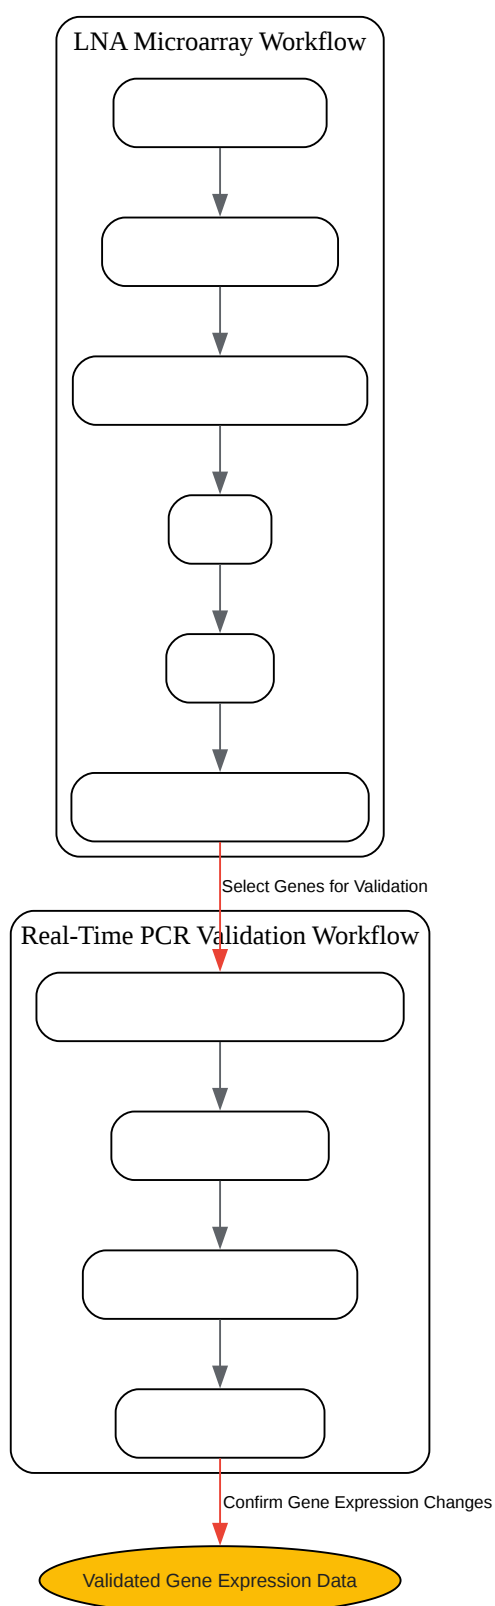 LNA Microarray Workflow
Select Genes for Validation
Real-Time PCR Validation Workflow
Confirm Gene Expression Changes
Validated Gene Expression Data